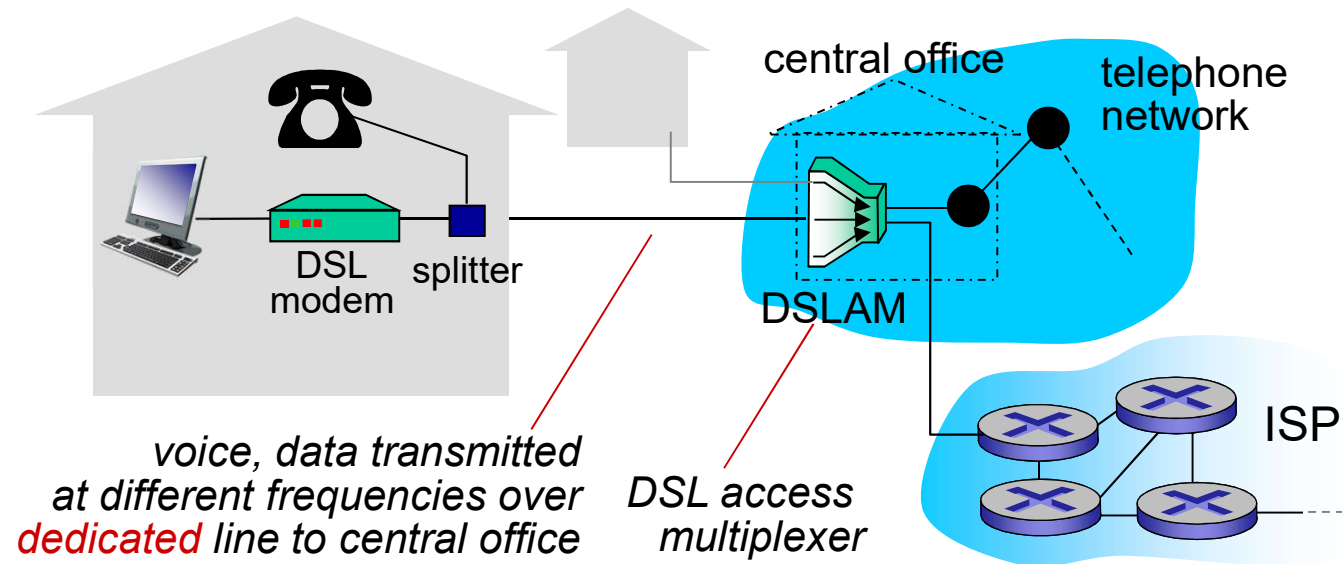 central office
telephone
network
DSL
modem
splitter
DSLAM
ISP
voice, data transmitted
at different frequencies over
dedicated line to central office
DSL access
multiplexer